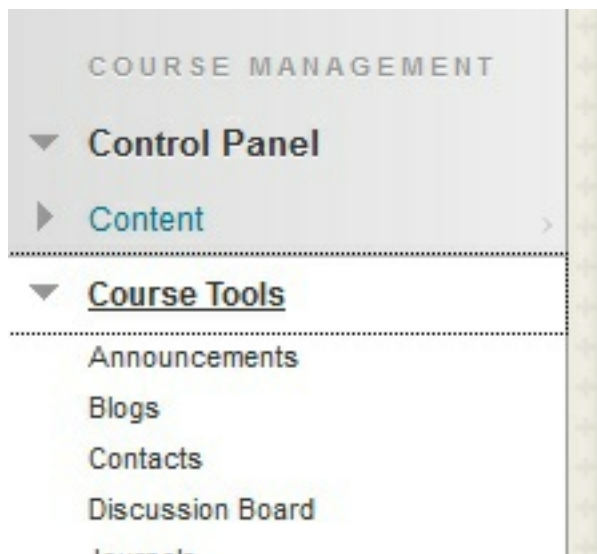 COURSE MANAGEMENT
Control Panel
Content
Course Tools
Announcements
Blogs
Contacts
Discussion Board